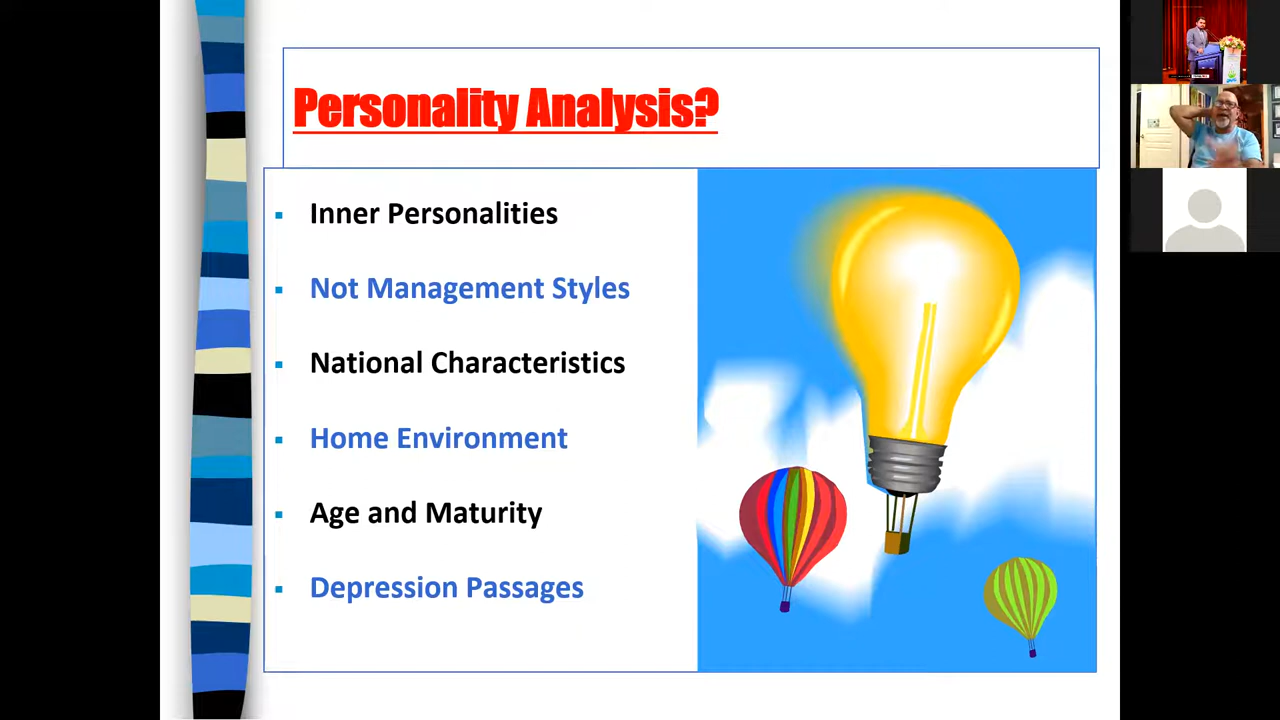 Personality Analysis?
Inner Personalities
Not Management Styles
National Characteristics
Home Environment
Age and Maturity
Depression Passages